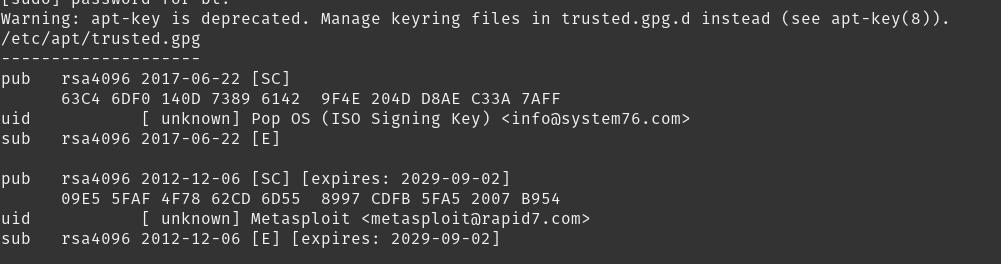 [sudo] password for bt:
Warning: apt-key is deprecated. Manage keyring files in trusted.gpg.d instead (see apt-key(8)).
/etc/apt/trusted.gpg
--------------------
pub   rsa4096 2017-06-22 [SC]
      63C4 6DF0 140D 7389 6142  9F4E 204D D8AE C33A 7AFF
uid           [ unknown] Pop OS (ISO Signing Key) <info@system76.com>
sub   rsa4096 2017-06-22 [E]

pub   rsa4096 2012-12-06 [SC] [expires: 2029-09-02]
      09E5 5FAF 4F78 62CD 6D55  8997 CDFB 5FA5 2007 B954
uid           [ unknown] Metasploit <metasploit@rapid7.com>
sub   rsa4096 2012-12-06 [E] [expires: 2029-09-02]